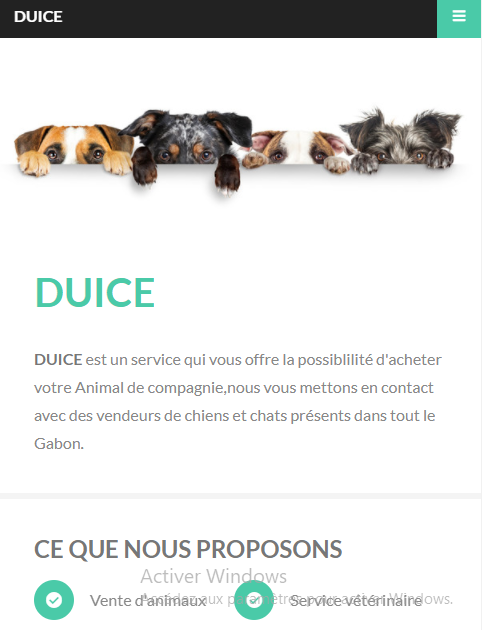 DUICE
DUICE
DUICE est un service qui vous offre la possiblilité d'acheter
votre Animal de compagnie,nous vous mettons en contact
avec des vendeurs de chiens et chats présents dans tout le
Gabon.
CE QUE NOUS PROPOSONS
Activer Windows
Vente d'animaux
Service vétérinaire
Accédez aux paramètres pour activer Windows.